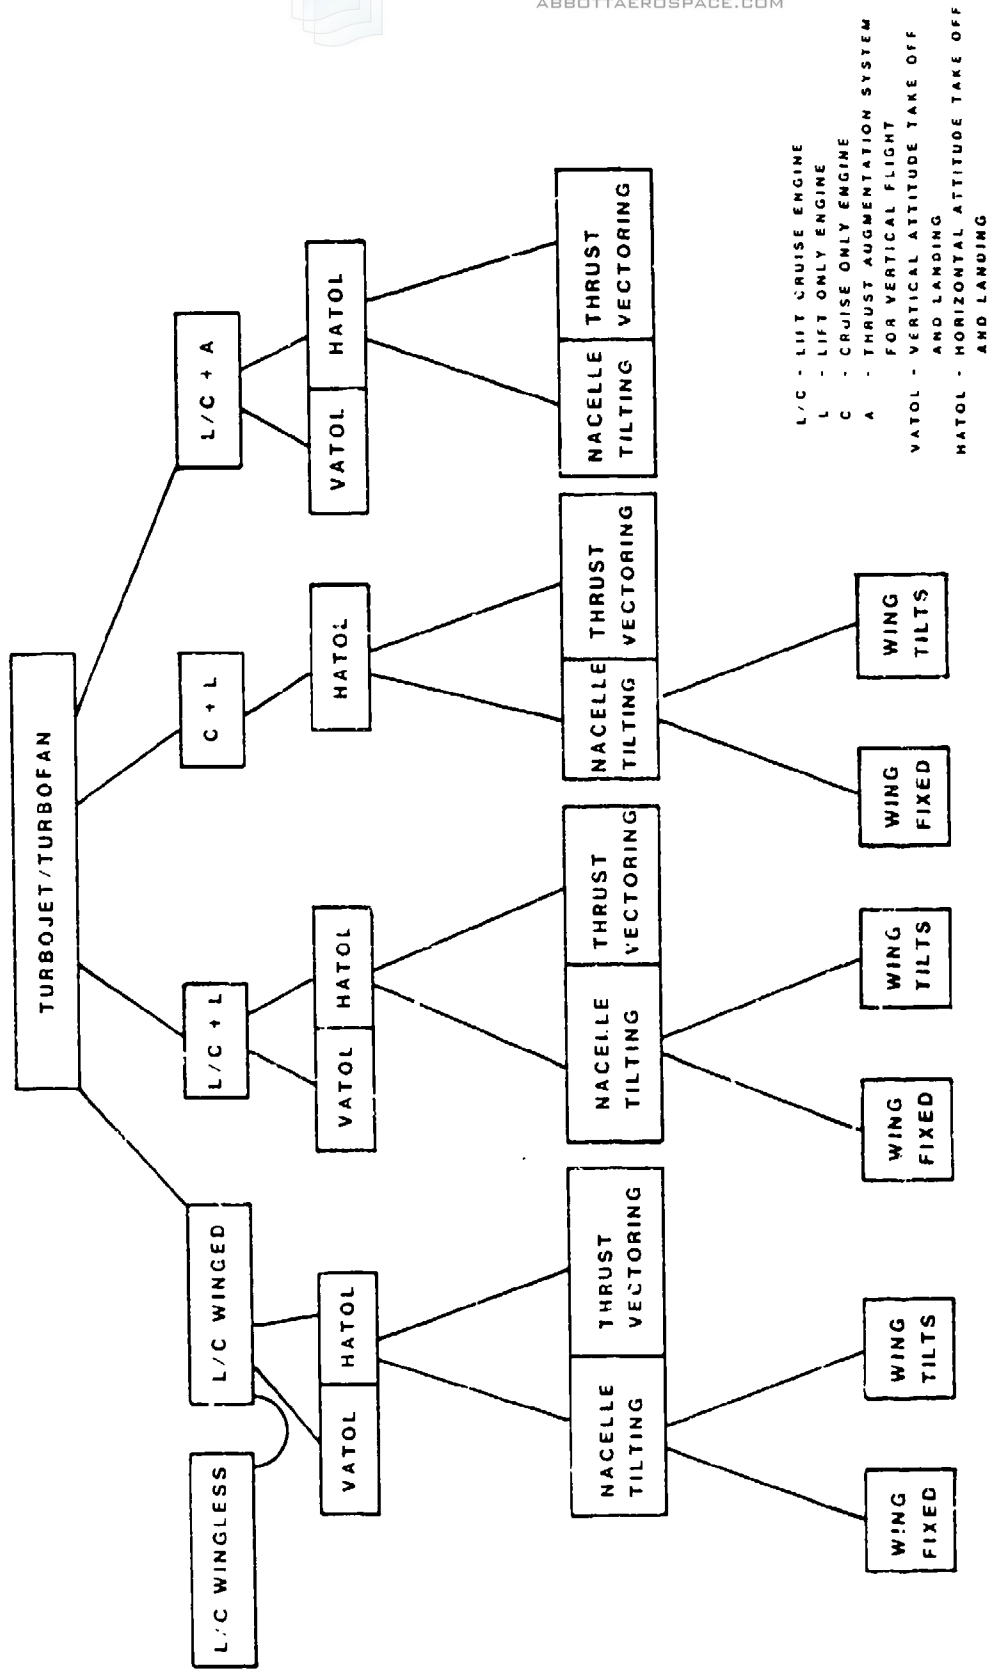 ABBOTTAEROSPACE.COM
TURBOJET/TURBOFAN
L/C WINGLESS
L/C WINGED
L/C + L
C + L
L/C + A
VATOL
HATOL
VATOL
HATOL
HATOL
VATOL
HATOL
NACELLE
TILTING
THRUST
VECTORING
NACELLE
TILTING
THRUST
VECTORING
NACELLE
TILTING
THRUST
VECTORING
NACELLE
TILTING
THRUST
VECTORING
WING
FIXED
WING
TILTS
WING
FIXED
WING
TILTS
WING
FIXED
WING
TILTS
L/C - LIFT CRUISE ENGINE
L - LIFT ONLY ENGINE
C - CRUISE ONLY ENGINE
A - THRUST AUGMENTATION SYSTEM
FOR VERTICAL FLIGHT
VATOL - VERTICAL ATTITUDE TAKE OFF
AND LANDING
HATOL - HORIZONTAL ATTITUDE TAKE OFF
AND LANDING